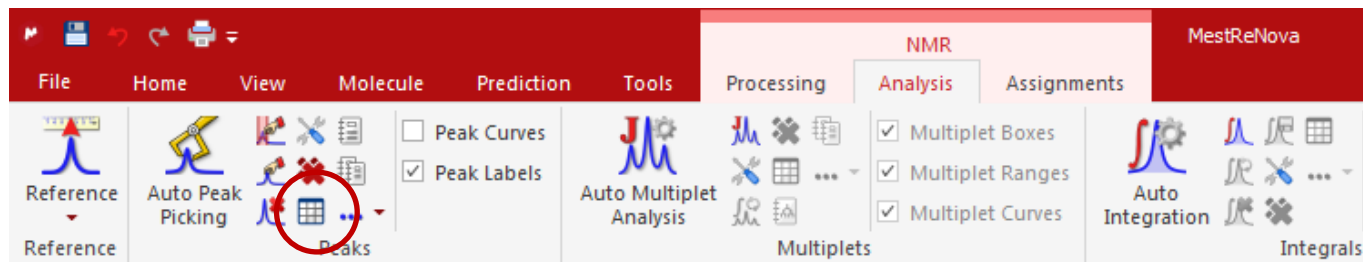 NMR
MestReNova
File Home View Molecule Prediction Tools Processing Analysis Assignments
Peak Curves
Multiplet Boxes
Peak Labels
Multiplet Ranges
Multiplet Curves
Reference
Auto Peak
Picking
Auto Multiplet
Analysis
Auto
Integration
Reference Peaks Multiplets Integrals